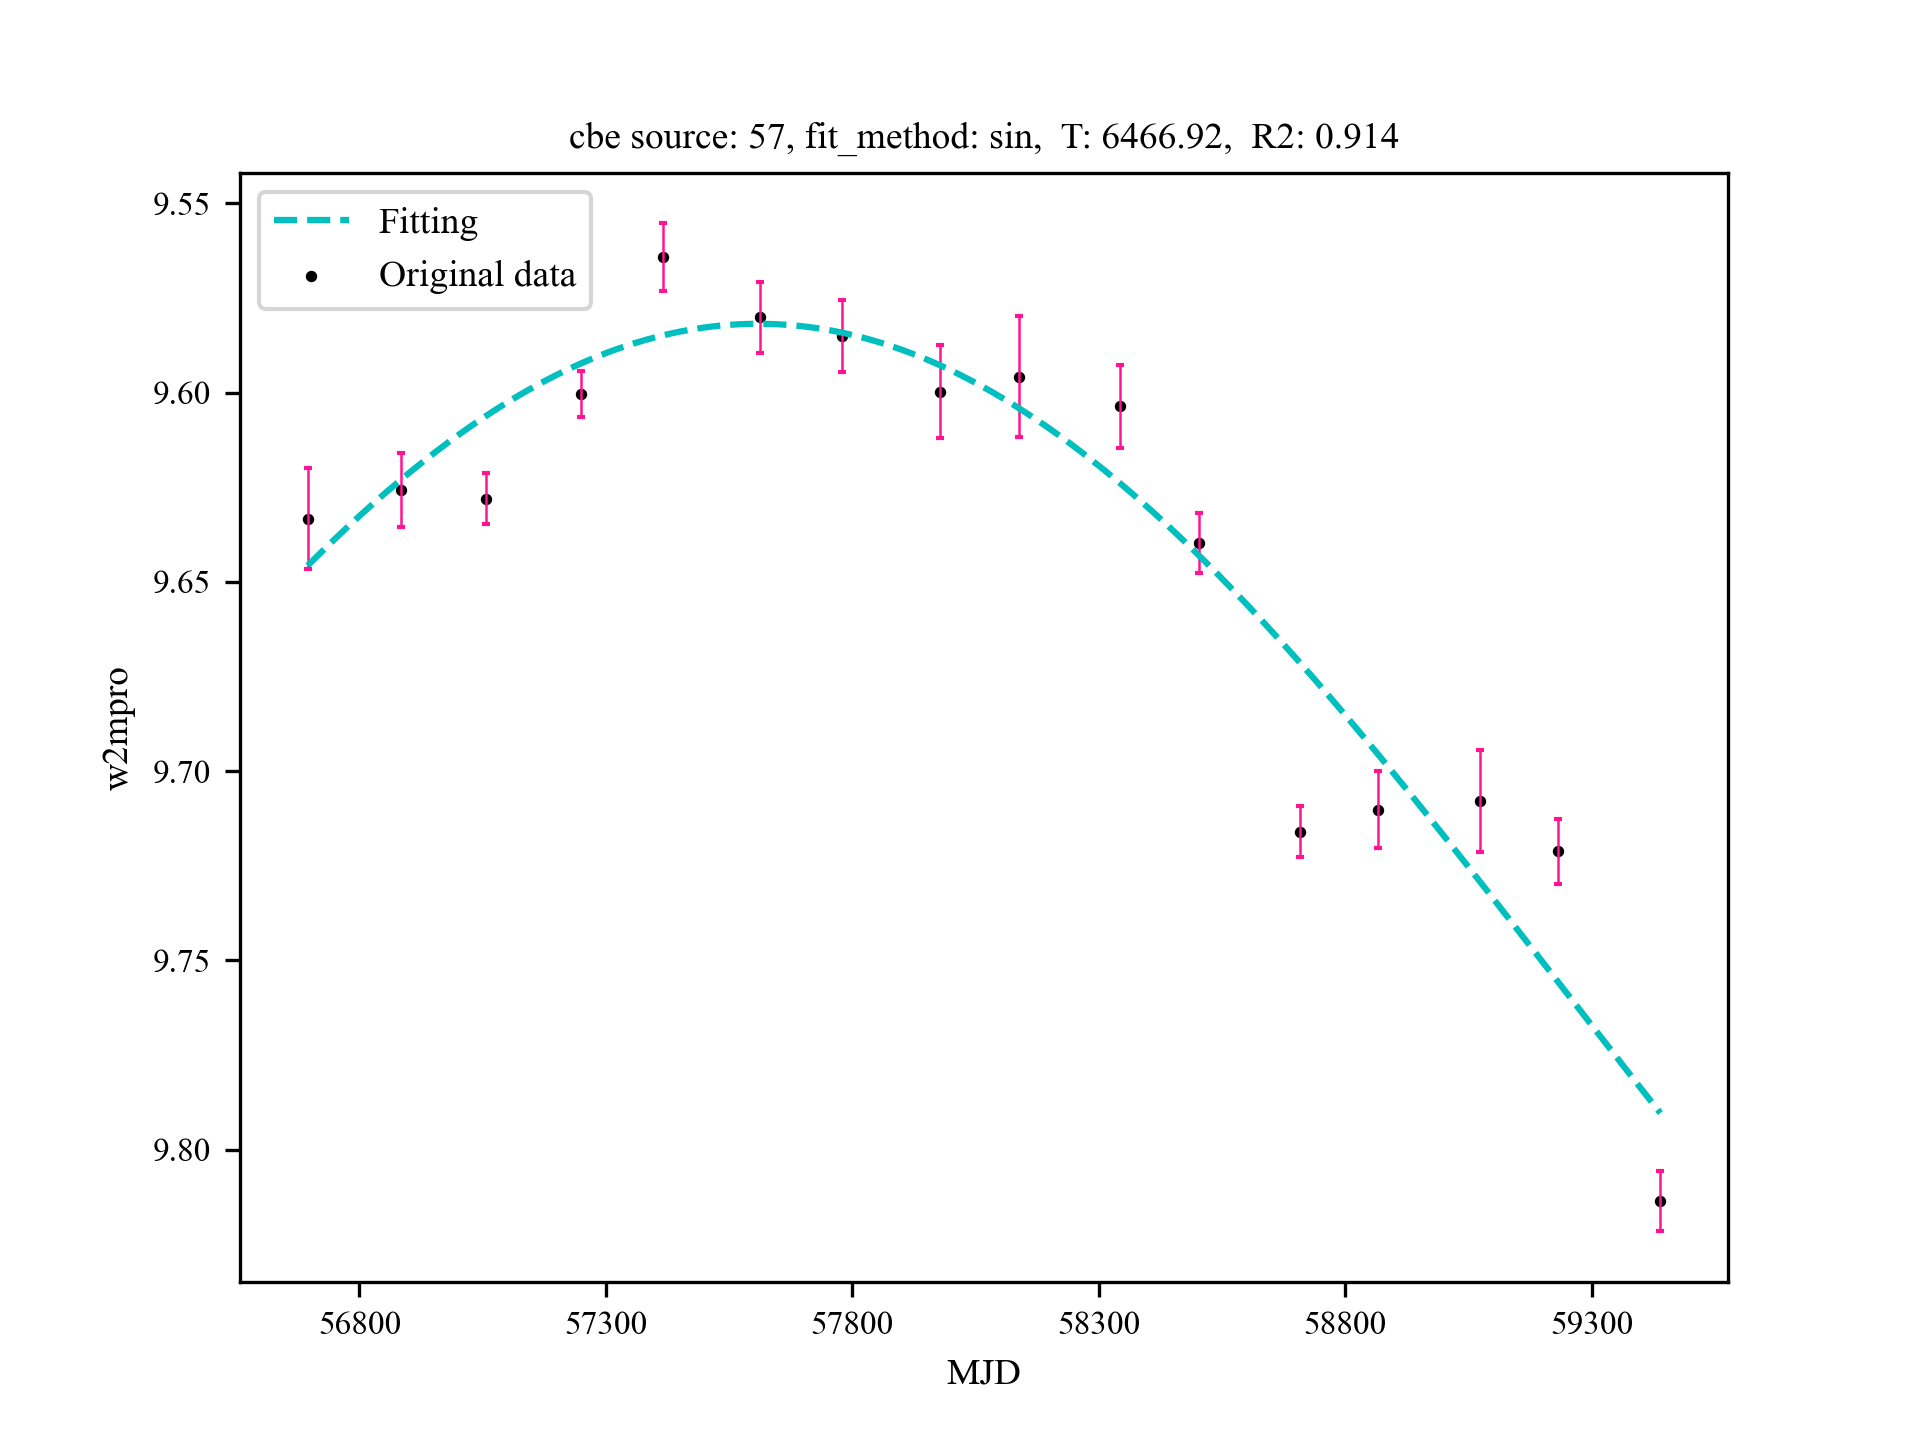 cbe source: 57, fit_method: sin,  T: 6466.92,  R2: 0.914
Fitting
Original data
9.55
9.60
9.65
9.70
9.75
9.80
w2mpro
56800 57300 57800 58300 58800 59300
MJD